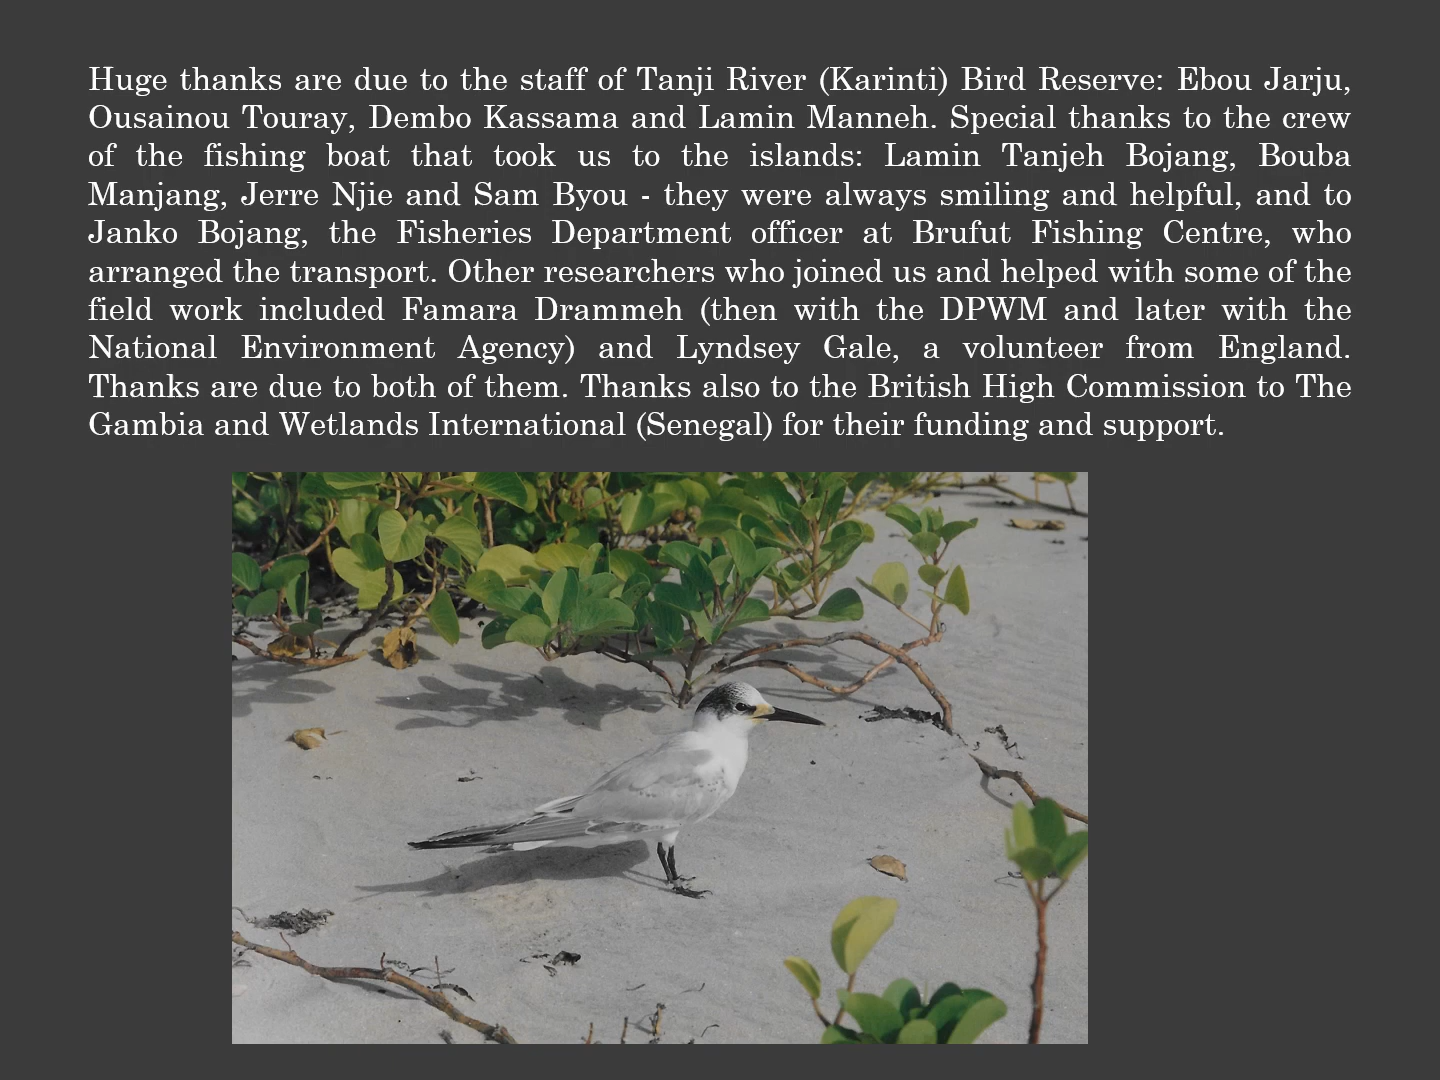 Huge thanks are due to the staff of Tanji River (Karinti) Bird Reserve: Ebou Jarju,
Ousainou Touray, Dembo Kassama and Lamin Manneh. Special thanks to the crew
of the fishing boat that took us to the islands: Lamin Tanjeh Bojang, Bouba
Manjang, Jerre Njie and Sam Byou - they were always smiling and helpful, and to
Janko Bojang, the Fisheries Department officer at Brufut Fishing Centre, who
arranged the transport. Other researchers who joined us and helped with some of the
field work included Famara Drammeh (then with the DPWM and later with the
National Environment Agency) and Lyndsey Gale, a volunteer from England.
Thanks are due to both of them. Thanks also to the British High Commission to The
Gambia and Wetlands International (Senegal) for their funding and support.